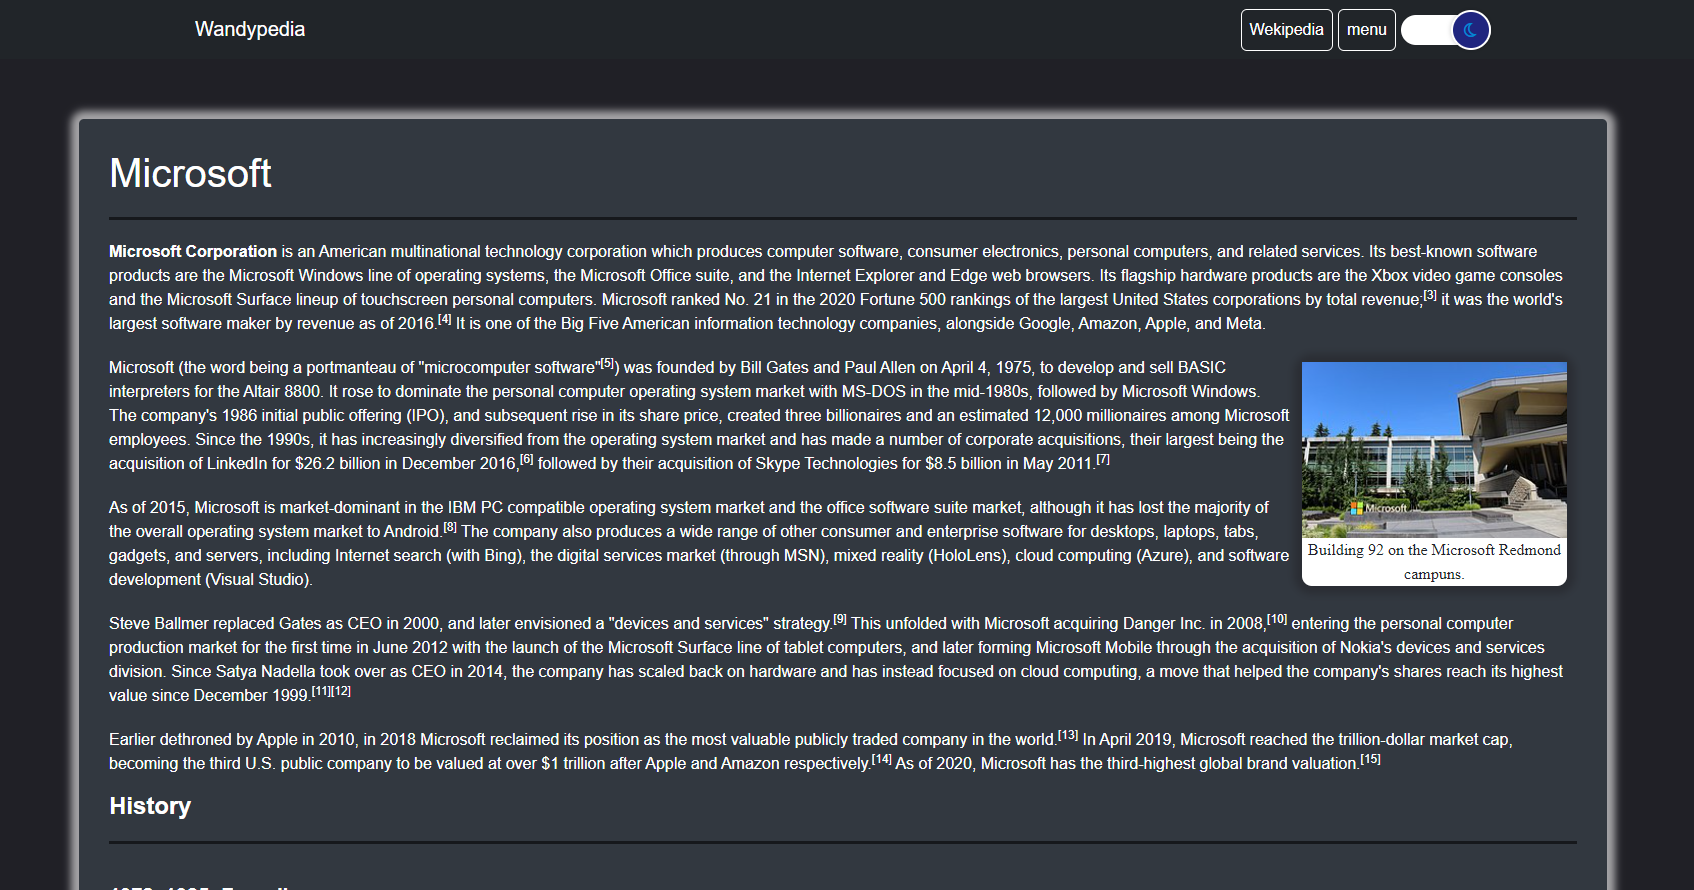 Wandypedia
Wekipedia
menu
Microsoft
Microsoft Corporation is an American multinational technology corporation which produces computer software, consumer electronics, personal computers, and related services. Its best-known software
products are the Microsoft Windows line of operating systems, the Microsoft Office suite, and the Internet Explorer and Edge web browsers. Its flagship hardware products are the Xbox video game consoles
and the Microsoft Surface lineup of touchscreen personal computers. Microsoft ranked No. 21 in the 2020 Fortune 500 rankings of the largest United States corporations by total revenue;[3] it was the world's
largest software maker by revenue as of 2016.[4] It is one of the Big Five American information technology companies, alongside Google, Amazon, Apple, and Meta.
Microsoft (the word being a portmanteau of "microcomputer software"[5]) was founded by Bill Gates and Paul Allen on April 4, 1975, to develop and sell BASIC
interpreters for the Altair 8800. It rose to dominate the personal computer operating system market with MS-DOS in the mid-1980s, followed by Microsoft Windows.
The company's 1986 initial public offering (IPO), and subsequent rise in its share price, created three billionaires and an estimated 12,000 millionaires among Microsoft
employees. Since the 1990s, it has increasingly diversified from the operating system market and has made a number of corporate acquisitions, their largest being the
acquisition of LinkedIn for $26.2 billion in December 2016,[6] followed by their acquisition of Skype Technologies for $8.5 billion in May 2011.[7]
Microsoft
Building 92 on the Microsoft Redmond
campuns.
As of 2015, Microsoft is market-dominant in the IBM PC compatible operating system market and the office software suite market, although it has lost the majority of
the overall operating system market to Android.[8] The company also produces a wide range of other consumer and enterprise software for desktops, laptops, tabs,
gadgets, and servers, including Internet search (with Bing), the digital services market (through MSN), mixed reality (HoloLens), cloud computing (Azure), and software
development (Visual Studio).
Steve Ballmer replaced Gates as CEO in 2000, and later envisioned a "devices and services" strategy.[9] This unfolded with Microsoft acquiring Danger Inc. in 2008,[10] entering the personal computer
production market for the first time in June 2012 with the launch of the Microsoft Surface line of tablet computers, and later forming Microsoft Mobile through the acquisition of Nokia's devices and services
division. Since Satya Nadella took over as CEO in 2014, the company has scaled back on hardware and has instead focused on cloud computing, a move that helped the company's shares reach its highest
value since December 1999.[11][12]
Earlier dethroned by Apple in 2010, in 2018 Microsoft reclaimed its position as the most valuable publicly traded company in the world.[13] In April 2019, Microsoft reached the trillion-dollar market cap,
becoming the third U.S. public company to be valued at over $1 trillion after Apple and Amazon respectively.[14] As of 2020, Microsoft has the third-highest global brand valuation.[15]
History